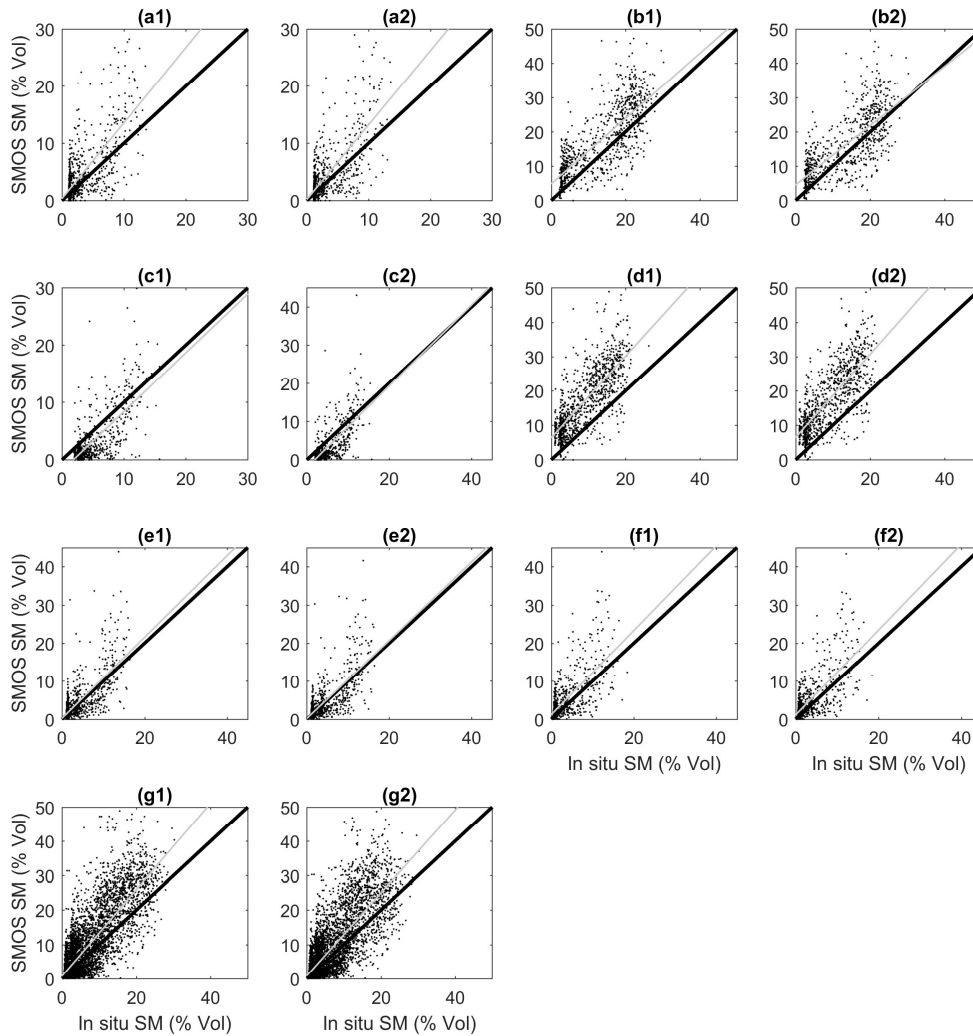 (a1) (a2) (b1) (b2)
SMOS SM (% Vol)
30 20 10 0
30 20 10 0
50 40 30 20 10 0
50 40 30 20 10 0
0 10 20 30
0 10 20 30
0 20 40
0 20 40
(c1) (c2) (d1) (d2)
SMOS SM (% Vol)
30 20 10 0
40 30 20 10 0
50 40 30 20 10 0
50 40 30 20 10 0
0 10 20 30
0 20 40
0 20 40
0 20 40
(e1) (e2) (f1) (f2)
SMOS SM (% Vol)
40 30 20 10 0
40 30 20 10 0
40 30 20 10 0
40 30 20 10 0
0 20 40
0 20 40
0 20 40
0 20 40
In situ SM (% Vol) In situ SM (% Vol)
(g1) (g2)
SMOS SM (% Vol)
50 40 30 20 10 0
50 40 30 20 10 0
0 20 40
0 20 40
In situ SM (% Vol) In situ SM (% Vol)